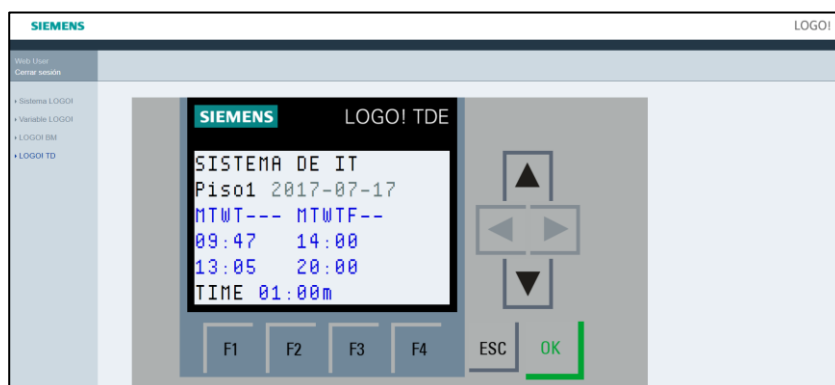 SIEMENS
LOGO!
Web User
Cerrar sesión
Sistema LOGO!
Variable LOGO!
LOGO! BM
LOGO! TD
SIEMENS LOGO! TDE
SISTEMA DE IT
Piso1 2017-07-17
MTWT--- MTWTF--
09:47 14:00
13:05 20:00
TIME 01:00m
F1 F2 F3 F4 ESC OK